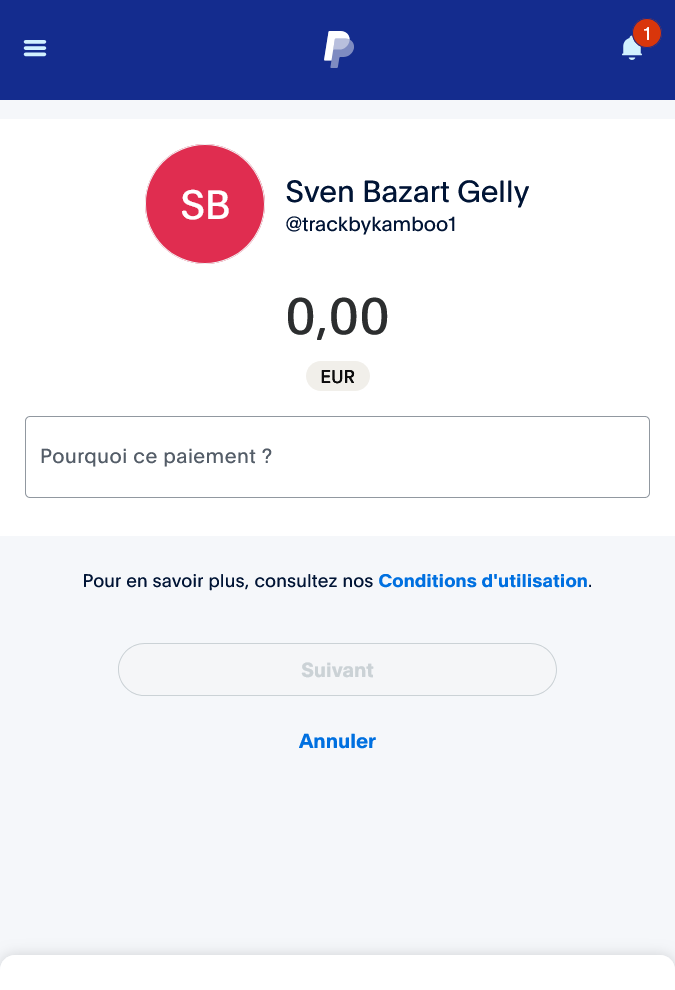 1
SB
Sven Bazart Gelly
@trackbykamboo1
0,00
EUR
Pourquoi ce paiement ?
Pour en savoir plus, consultez nos Conditions d'utilisation.
Suivant
Annuler